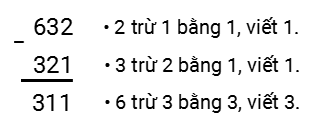 632 • 2 trừ 1 bằng 1, viết 1.
– 321 • 3 trừ 2 bằng 1, viết 1.
311 • 6 trừ 3 bằng 3, viết 3.